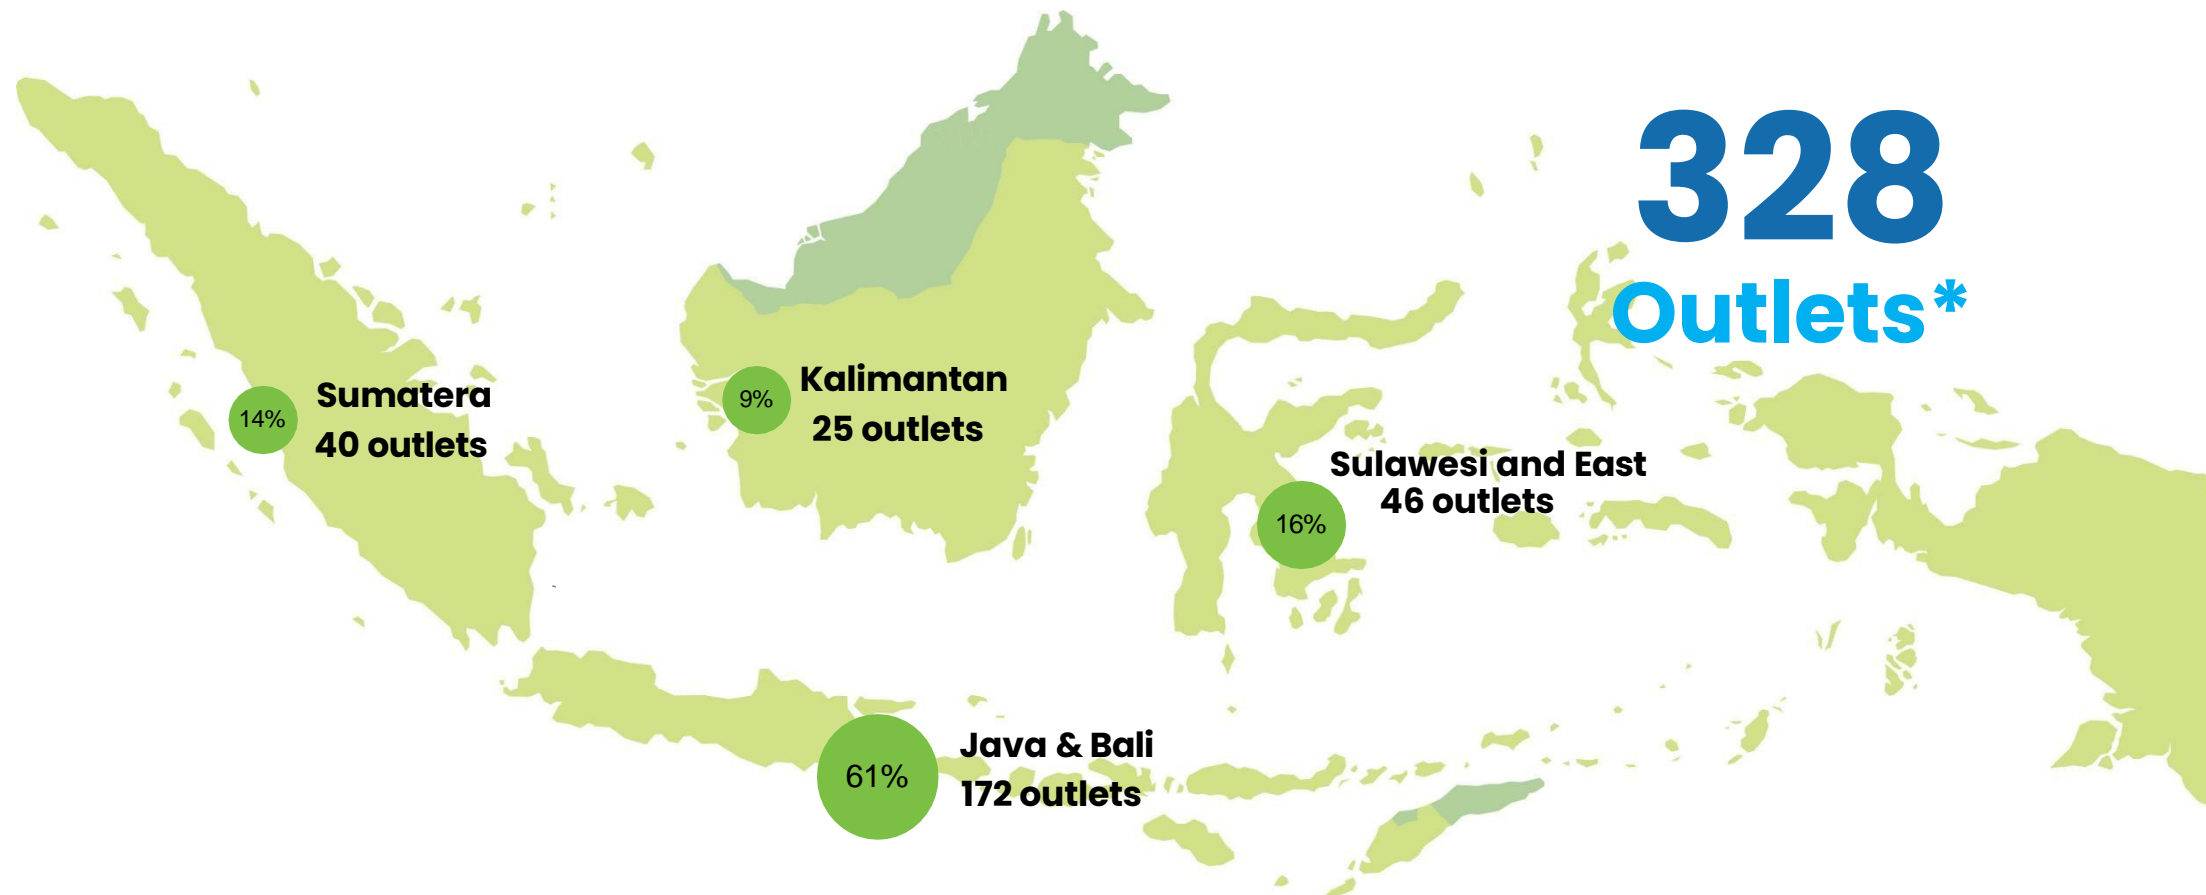 328
Outlets*
Sumatera
40 outlets
14%
Kalimantan
25 outlets
9%
Sulawesi and East
46 outlets
16%
Java & Bali
172 outlets
61%